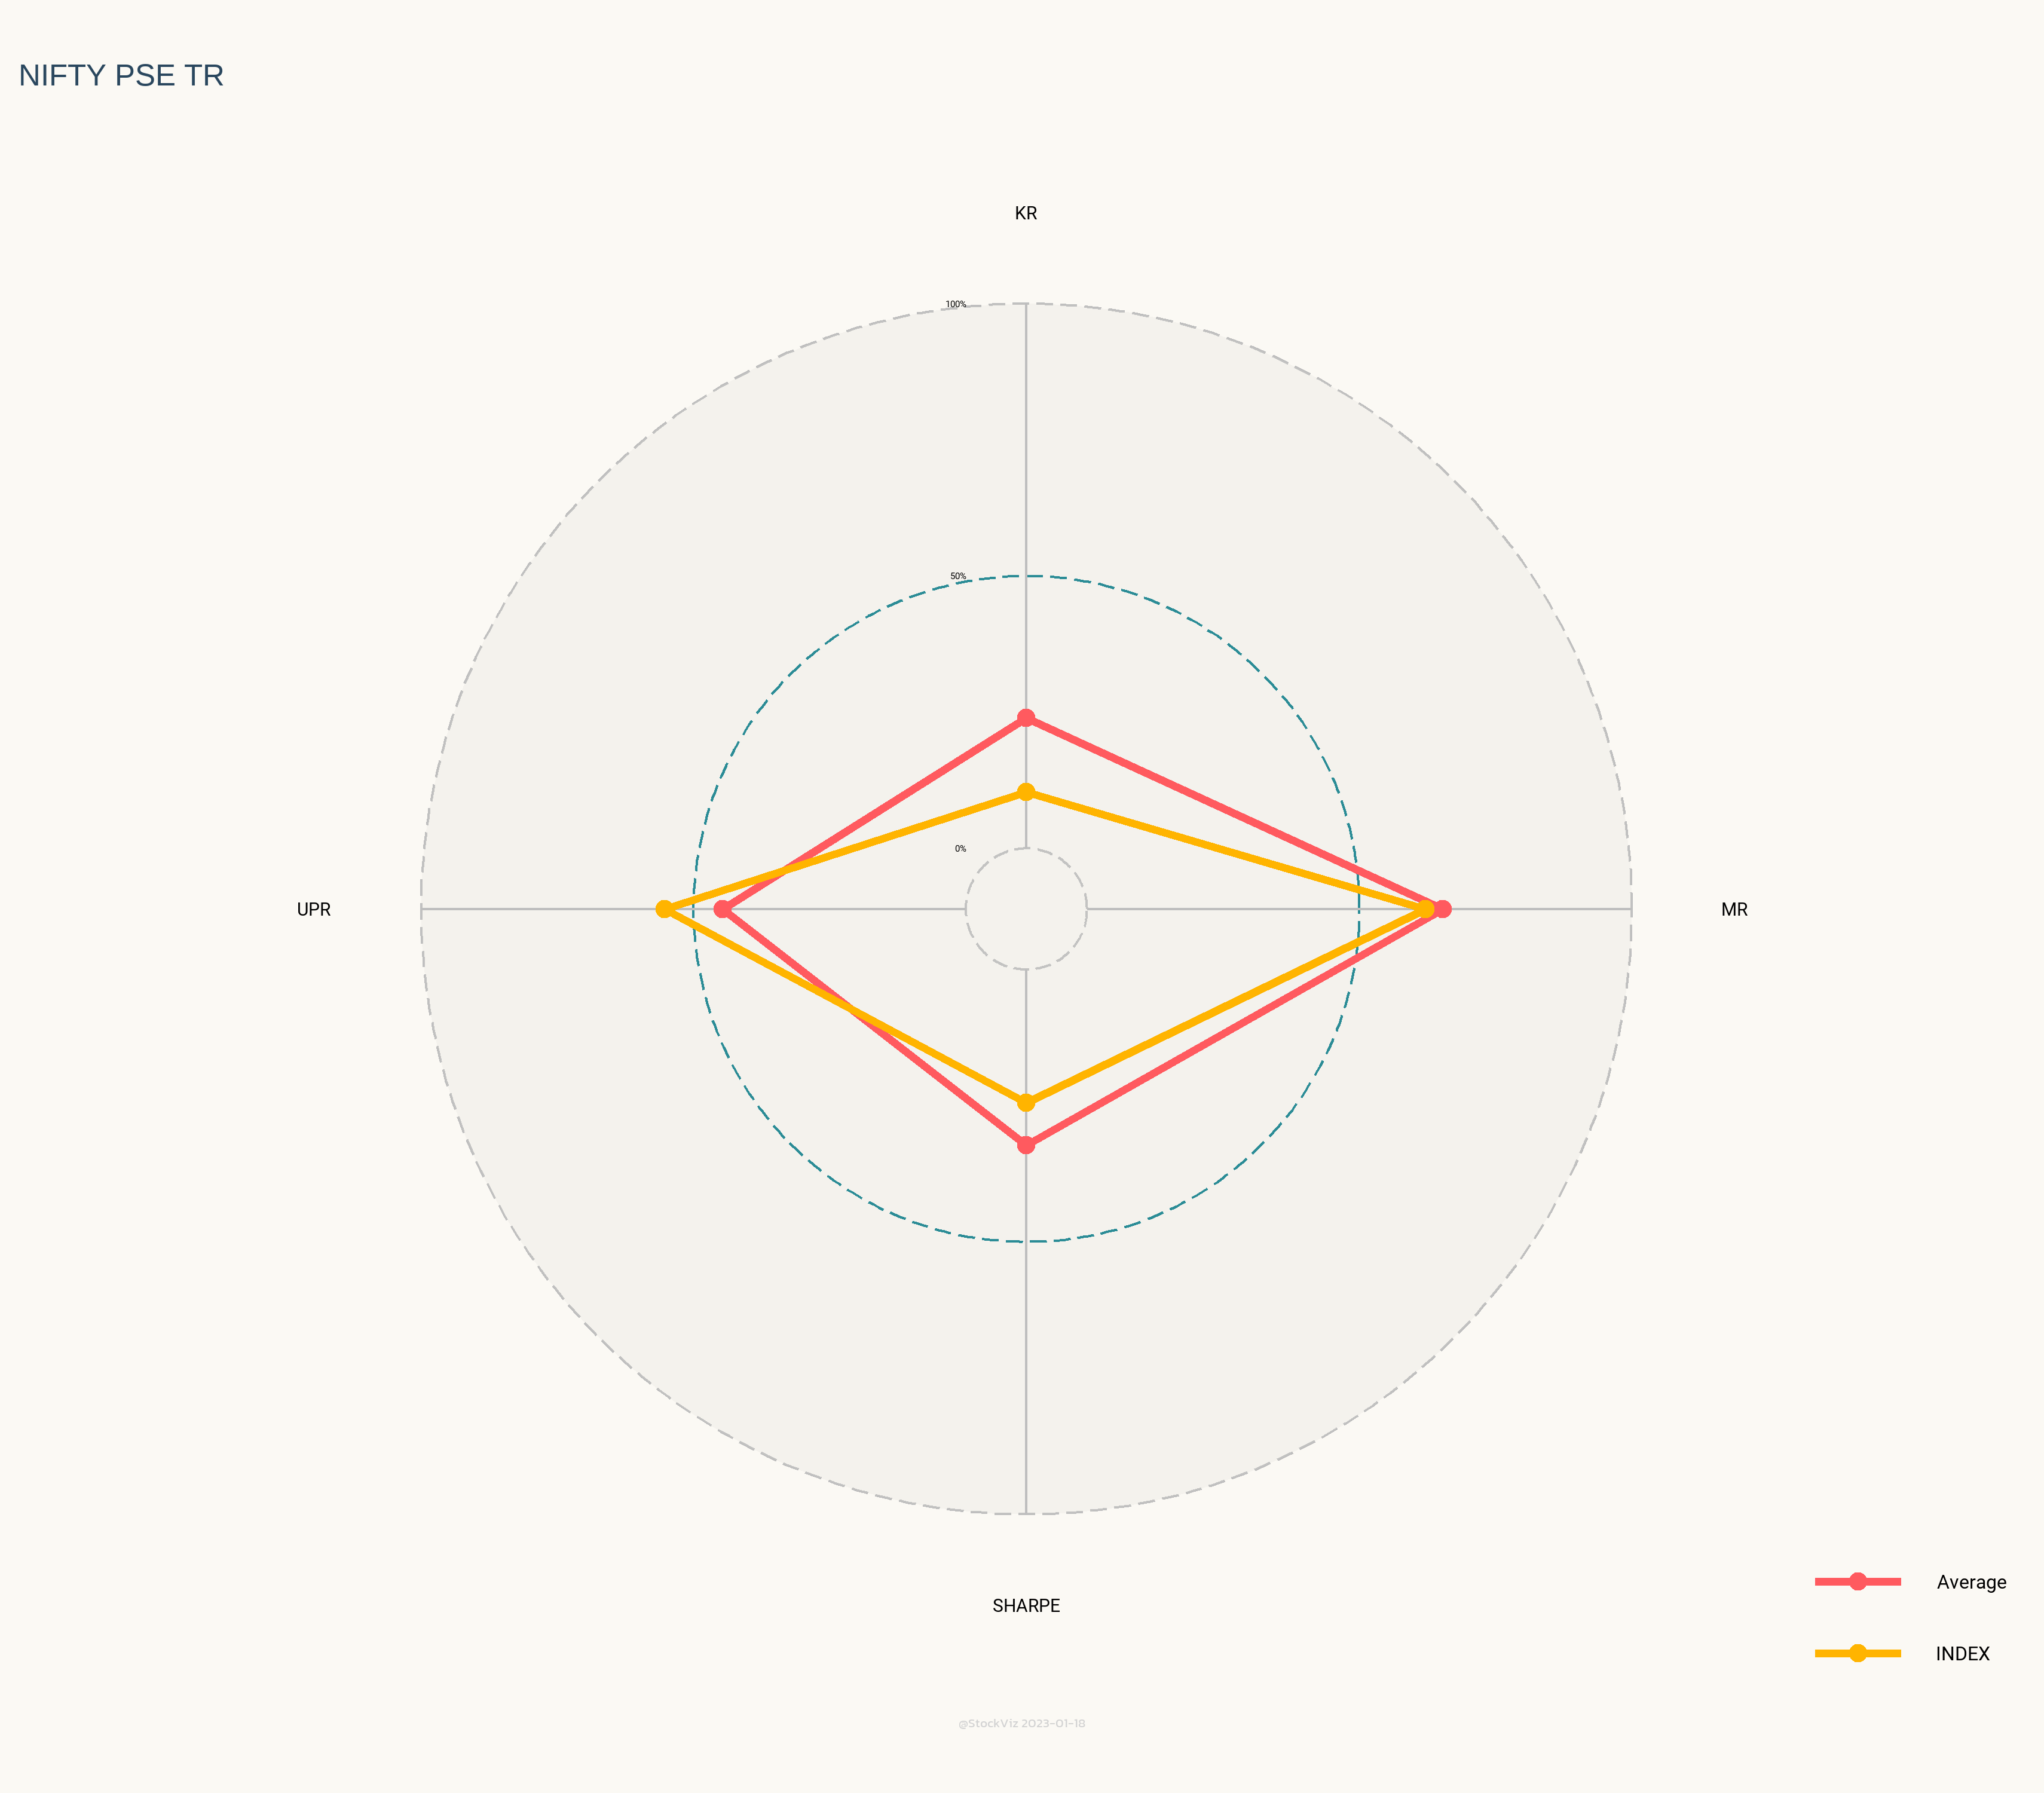 NIFTY PSE TR
KR
100%
50%
0%
UPR
MR
SHARPE
Average
INDEX
@StockViz 2023-01-18